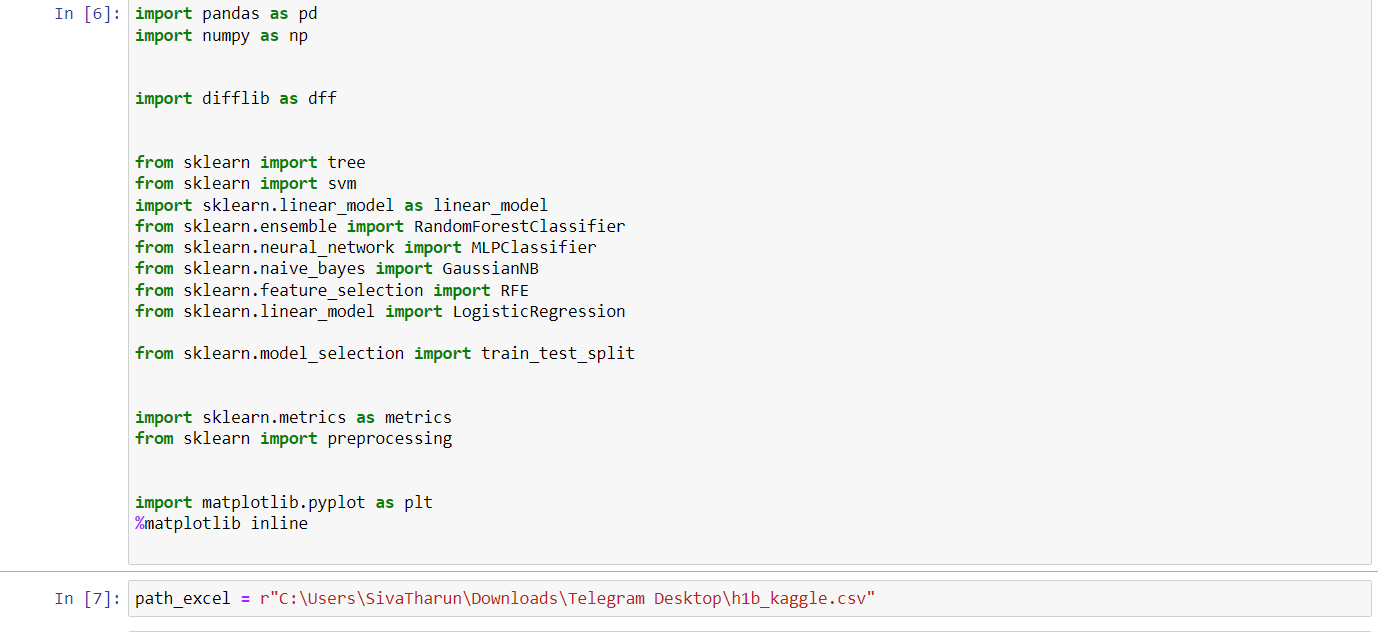 In [6]: import pandas as pd
import numpy as np
import difflib as dff
from sklearn import tree
from sklearn import svm
import sklearn.linear_model as linear_model
from sklearn.ensemble import RandomForestClassifier
from sklearn.neural_network import MLPClassifier
from sklearn.naive_bayes import GaussianNB
from sklearn.feature_selection import RFE
from sklearn.linear_model import LogisticRegression
from sklearn.model_selection import train_test_split
import sklearn.metrics as metrics
from sklearn import preprocessing
import matplotlib.pyplot as plt
%matplotlib inline
In [7]: path_excel = r"C:\Users\SivaTharun\Downloads\Telegram Desktop\h1b_kaggle.csv"